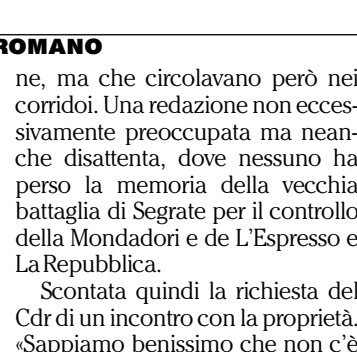 ROMANO
ne, ma che circolavano però nei
corridoi. Una redazione non ecces-
sivamente preoccupata ma nean-
che disattenta, dove nessuno ha
perso la memoria della vecchia
battaglia di Segrate per il controllo
della Mondadori e de L'Espresso e
La Repubblica.
Scontata quindi la richiesta del
Cdr di un incontro con la proprietà.
«Sappiamo benissimo che non c'è